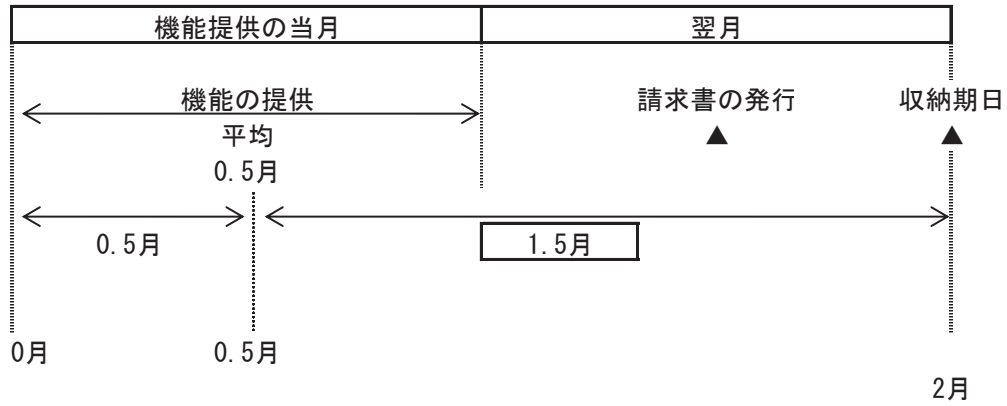 機能提供の当月 翌月
機能の提供 請求書の発行 収納期日
平均 ▲ ▲
0.5月
0.5月 1.5月
0月 0.5月
2月